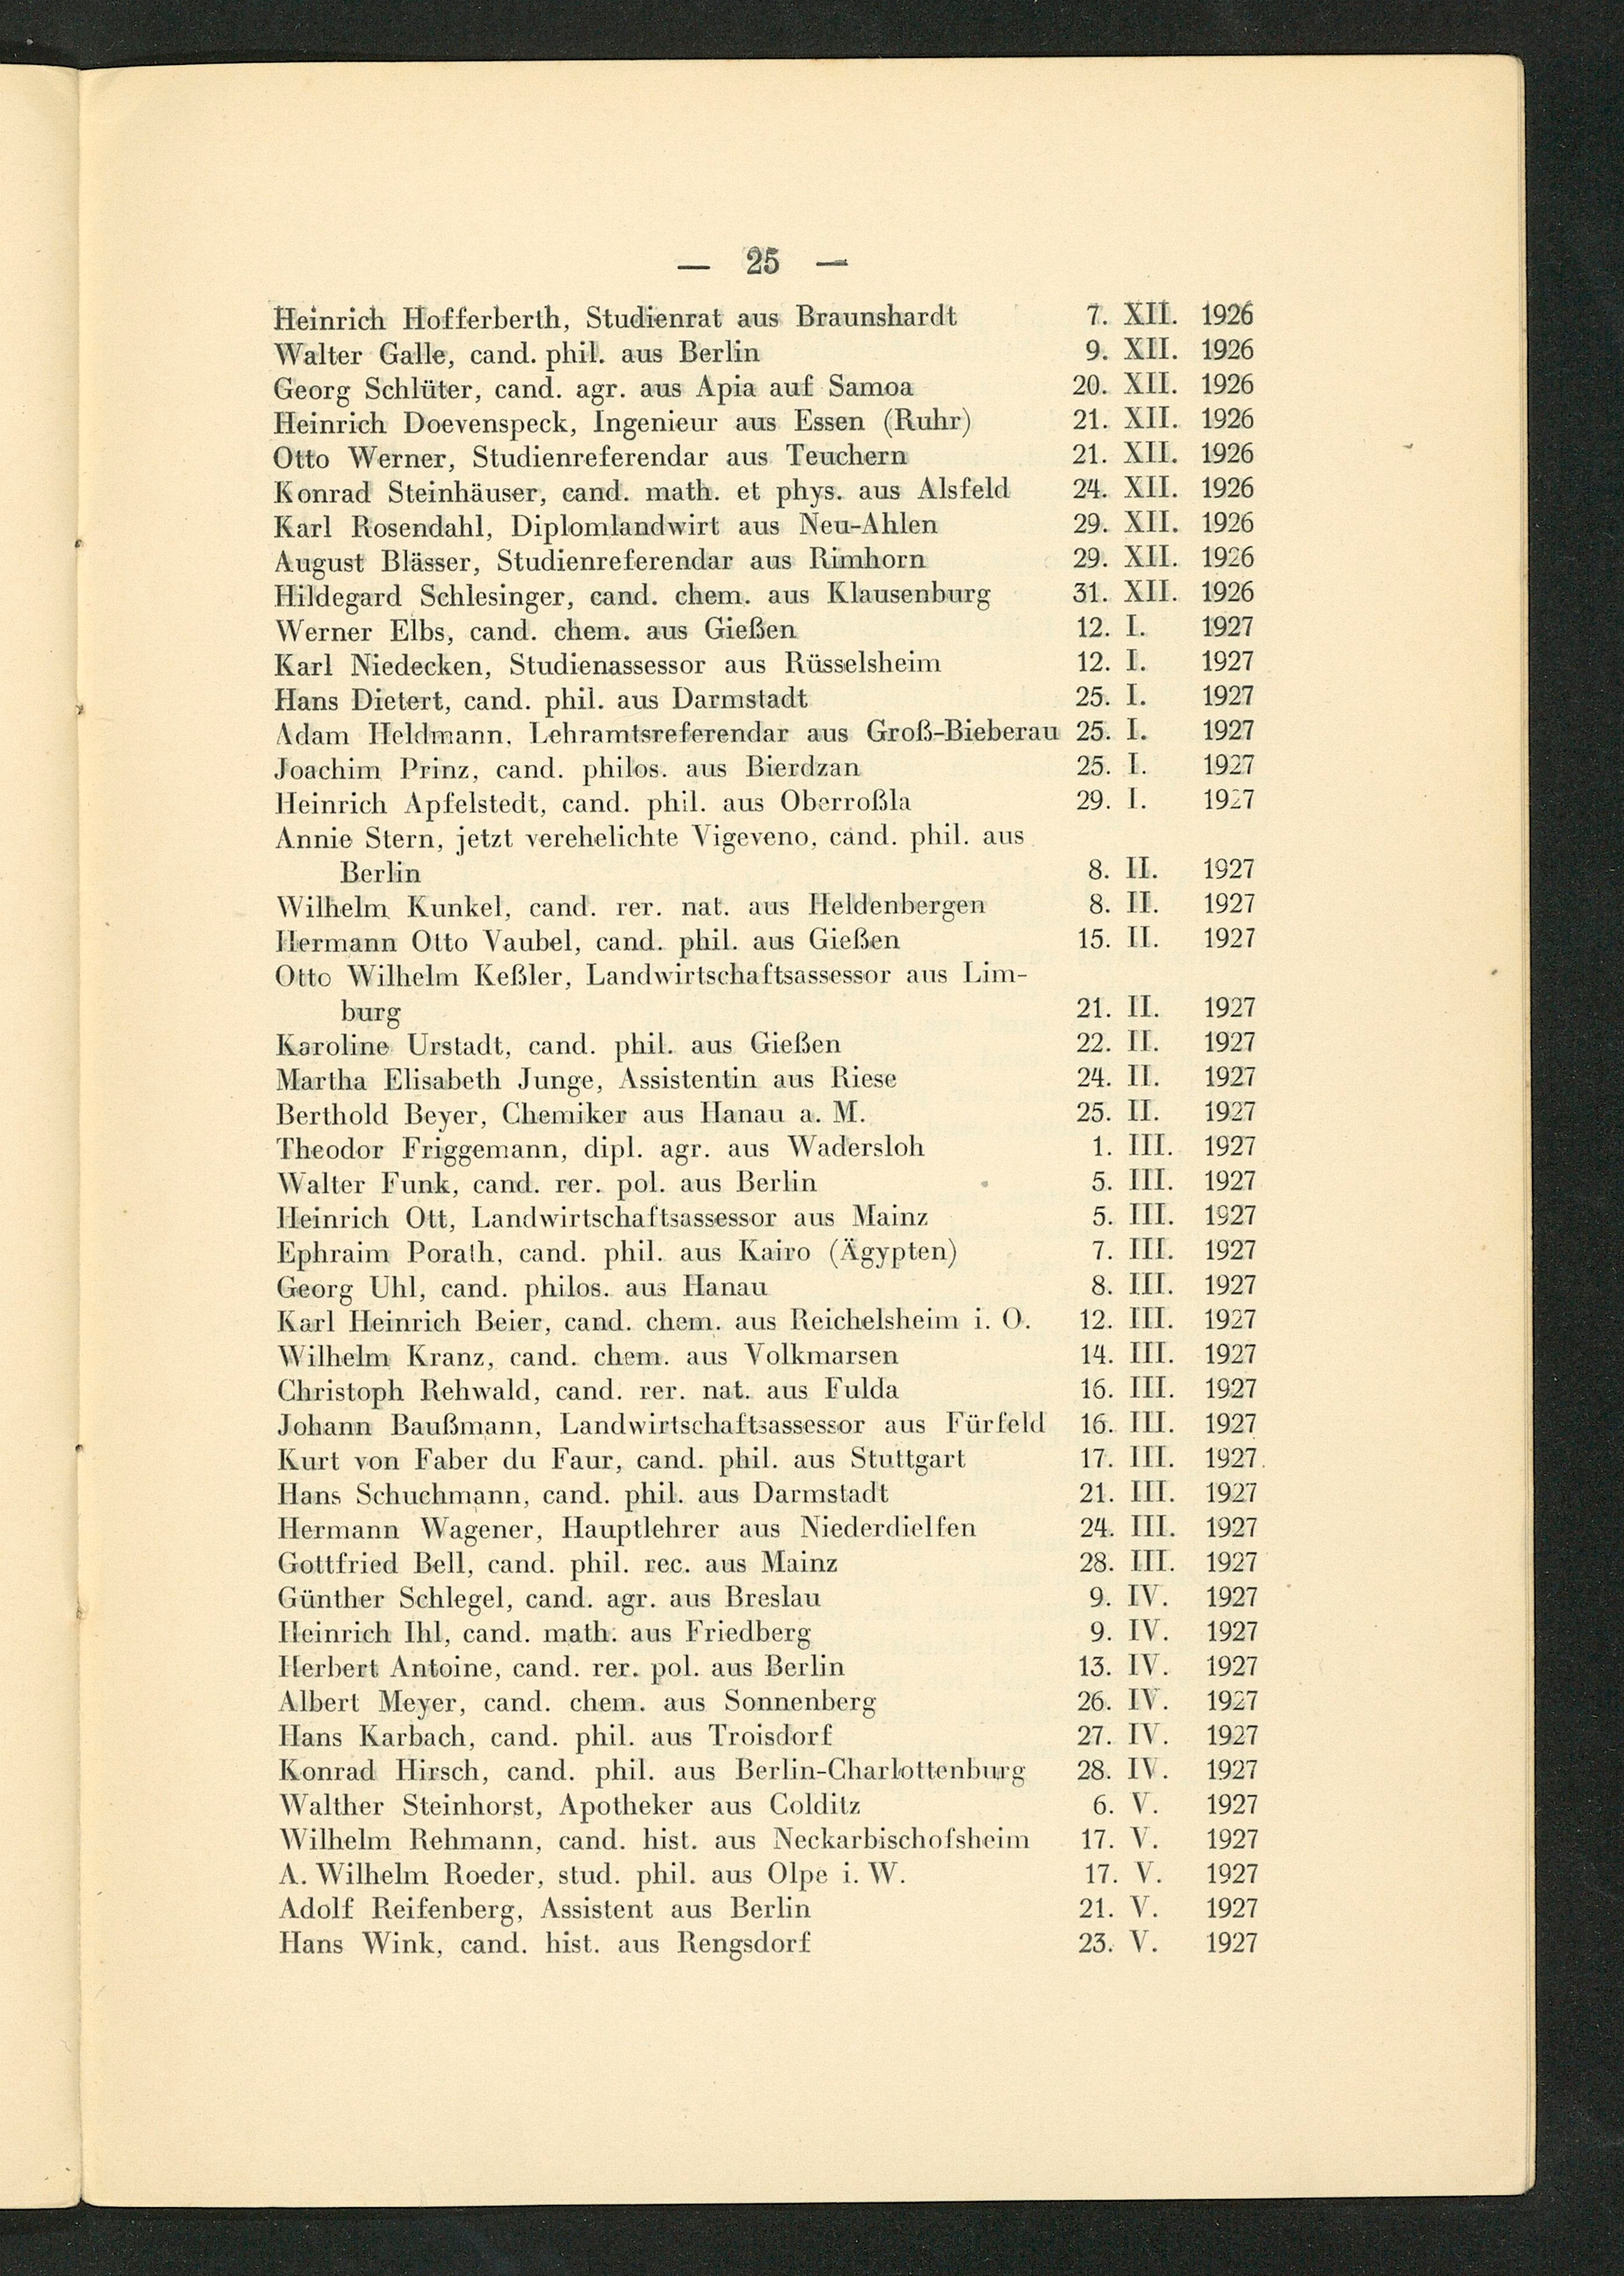 — 25 —
Heinrich Hofferberth, Studienrat aus Braunshardt 7. XII. 1926
Walter Galle, cand. phil. aus Berlin 9. XII. 1926
Georg Schlüter, cand. agr. aus Apia auf Samoa 20. XII. 1926
Heinrich Doevenspeck, Ingenieur aus Essen (Ruhr) 21. XII. 1926
Otto Werner, Studienreferendar aus Teuchern 21. XII. 1926
Konrad Steinhäuser, cand. math. et phys. aus Alsfeld 24. XII. 1926
Karl Rosendahl, Diplomlandwirt aus Neu-Ahlen 29. XII. 1926
August Blässer, Studienreferendar aus Rimhorn 29. XII. 1926
Hildegard Schlesinger, cand. chem. aus Klausenburg 31. XII. 1926
Werner Elbs, cand. chem. aus Gießen 12. I. 1927
Karl Niedecken, Studienassessor aus Rüsselsheim 12. I. 1927
Hans Dietert, cand. phil. aus Darmstadt 25. I. 1927
Adam Heldmann, Lehramtsreferendar aus Groß-Bieberau 25. I. 1927
Joachim Prinz, cand. philos. aus Bierdzan 25. I. 1927
Heinrich Apfelstedt, cand. phil. aus Oberroßla 29. I. 1927
Annie Stern, jetzt verehelichte Vigeveno, cand. phil. aus
Berlin 8. II. 1927
Wilhelm Kunkel, cand. rer. nat. aus Heldenbergen 8. II. 1927
Hermann Otto Vaubel, cand. phil. aus Gießen 15. II. 1927
Otto Wilhelm Keßler, Landwirtschaftsassessor aus Lim-
burg 21. II. 1927
Karoline Urstadt, cand. phil. aus Gießen 22. II. 1927
Martha Elisabeth Junge, Assistentin aus Riese 24. II. 1927
Berthold Beyer, Chemiker aus Hanau a. M. 25. II. 1927
Theodor Friggemann, dipl. agr. aus Wadersloh 1. III. 1927
Walter Funk, cand. rer. pol. aus Berlin 5. III. 1927
Heinrich Ott, Landwirtschaftsassessor aus Mainz 5. III. 1927
Ephraim Porath, cand. phil. aus Kairo (Ägypten) 7. III. 1927
Georg Uhl, cand. philos. aus Hanau 8. III. 1927
Karl Heinrich Beier, cand. chem. aus Reichelsheim i. O. 12. III. 1927
Wilhelm Kranz, cand. chem. aus Volkmarsen 14. III. 1927
Christoph Rehwald, cand. rer. nat. aus Fulda 16. III. 1927
Johann Baußmann, Landwirtschaftsassessor aus Fürfeld 16. III. 1927
Kurt von Faber du Faur, cand. phil. aus Stuttgart 17. III. 1927
Hans Schuchmann, cand. phil. aus Darmstadt 21. III. 1927
Hermann Wagener, Hauptlehrer aus Niederdielfen 24. III. 1927
Gottfried Bell, cand. phil. rec. aus Mainz 28. III. 1927
Günther Schlegel, cand. agr. aus Breslau 9. IV. 1927
Heinrich Ihl, cand. math. aus Friedberg 9. IV. 1927
Herbert Antoine, cand. rer. pol. aus Berlin 13. IV. 1927
Albert Meyer, cand. chem. aus Sonnenberg 26. IV. 1927
Hans Karbach, cand. phil. aus Troisdorf 27. IV. 1927
Konrad Hirsch, cand. phil. aus Berlin-Charlottenburg 28. IV. 1927
Walther Steinhorst, Apotheker aus Colditz 6. V. 1927
Wilhelm Rehmann, cand. hist. aus Neckarbischofsheim 17. V. 1927
A. Wilhelm Roeder, stud. phil. aus Olpe i. W. 17. V. 1927
Adolf Reifenberg, Assistent aus Berlin 21. V. 1927
Hans Wink, cand. hist. aus Rengsdorf 23. V. 1927